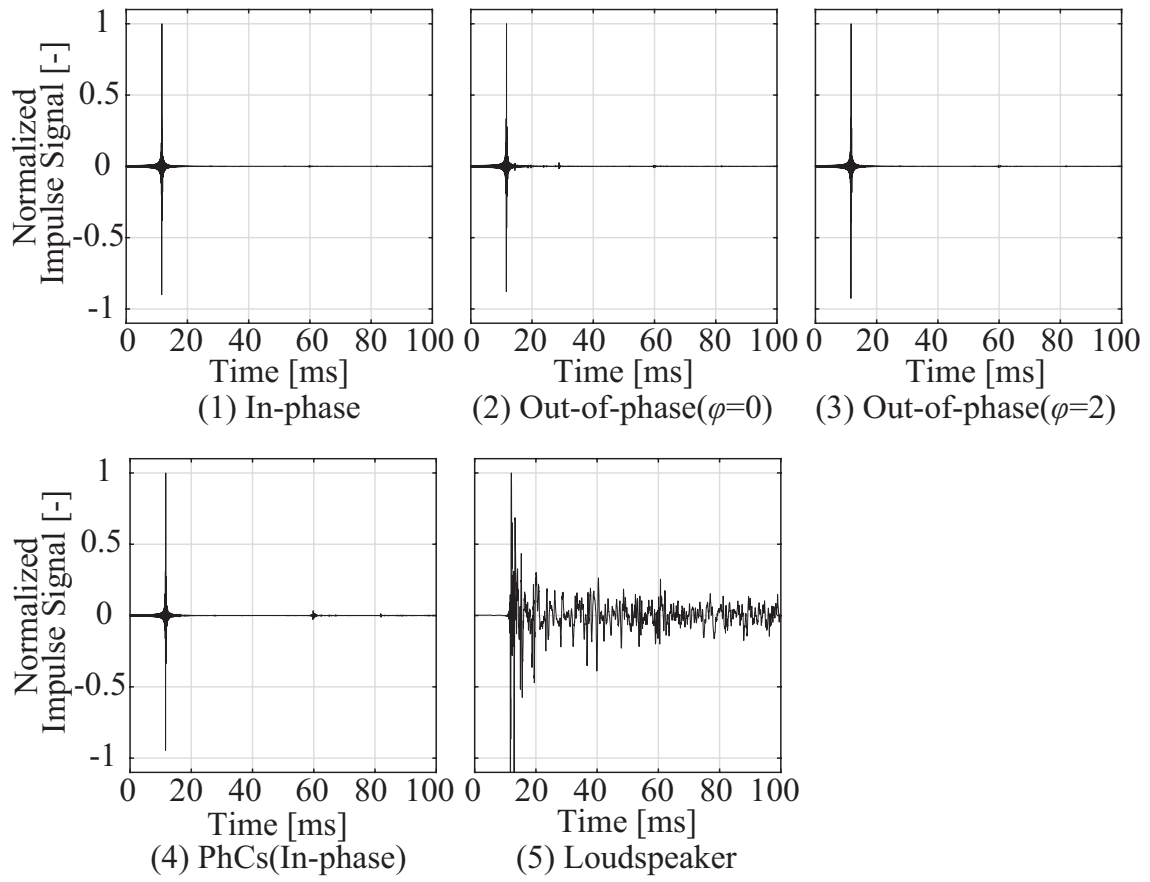 Normalized
Impulse Signal [-]
1
0.5
0
-0.5
-1
0 20 40 60 80 100
Time [ms]
(1) In-phase
0 20 40 60 80 100
Time [ms]
(2) Out-of-phase(φ=0)
0 20 40 60 80 100
Time [ms]
(3) Out-of-phase(φ=2)
Normalized
Impulse Signal [-]
1
0.5
0
-0.5
-1
0 20 40 60 80 100
Time [ms]
(4) PhCs(In-phase)
0 20 40 60 80 100
Time [ms]
(5) Loudspeaker